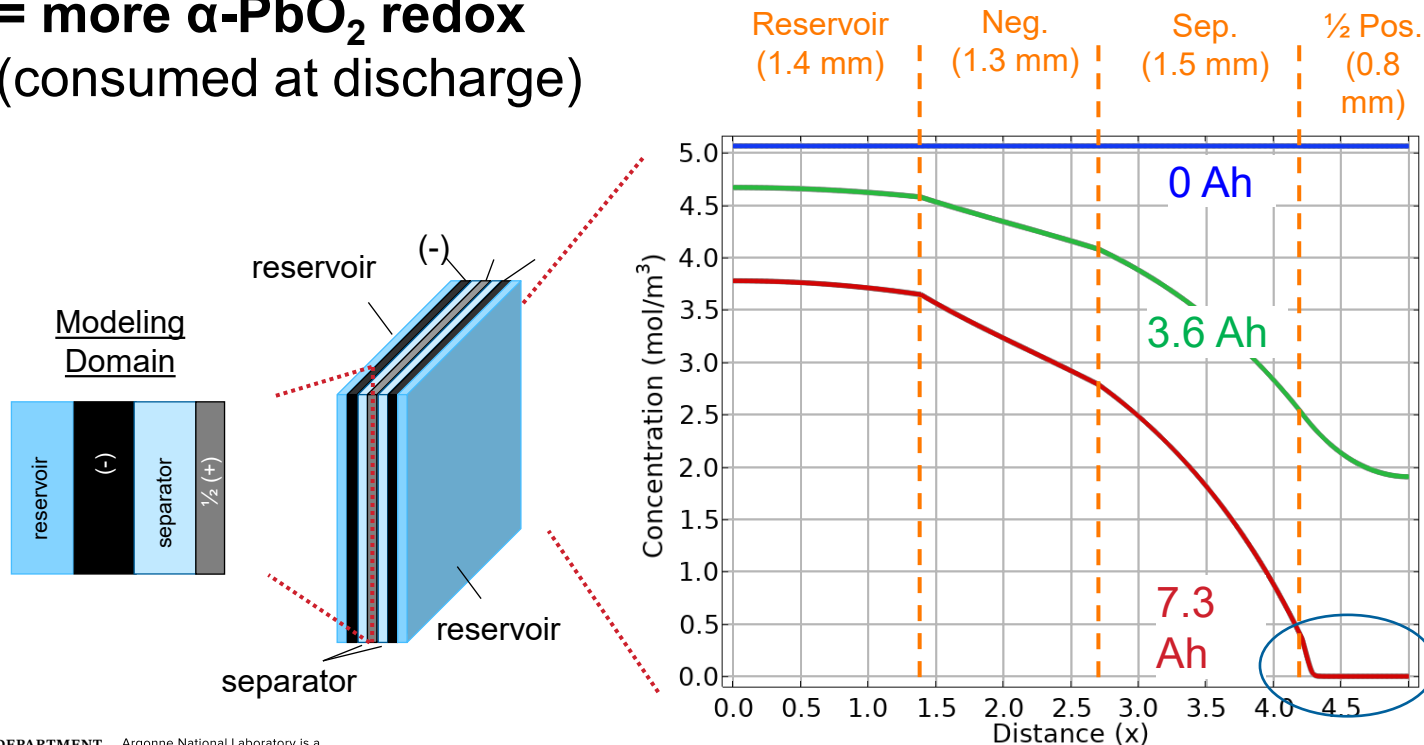 = more α-PbO₂ redox
(consumed at discharge)
Modeling
Domain
reservoir
(-)
separator
½ (+)
reservoir
(-)
reservoir
separator
Reservoir
(1.4 mm)
Neg.
(1.3 mm)
Sep.
(1.5 mm)
½ Pos.
(0.8
mm)
Concentration (mol/m³)
5.0
4.5
4.0
3.5
3.0
2.5
2.0
1.5
1.0
0.5
0.0
0 Ah
3.6 Ah
7.3
Ah
0.0 0.5 1.0 1.5 2.0 2.5 3.0 3.5 4.0 4.5
Distance (x)
DEPARTMENT Argonne National Laboratory is a